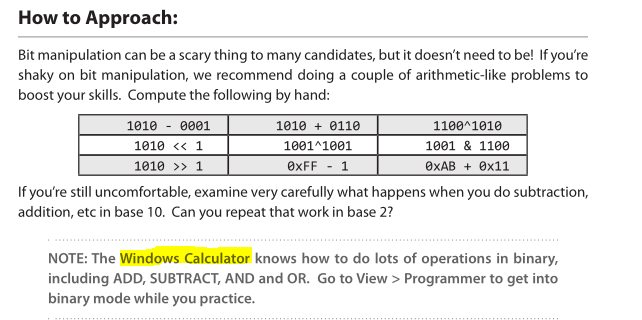 How to Approach:
Bit manipulation can be a scary thing to many candidates, but it doesn't need to be! If you're
shaky on bit manipulation, we recommend doing a couple of arithmetic-like problems to
boost your skills. Compute the following by hand:
1010 - 0001 1010 + 0110 1100^1010
1010 << 1 1001^1001 1001 & 1100
1010 >> 1 0xFF - 1 0xAB + 0x11
If you're still uncomfortable, examine very carefully what happens when you do subtraction,
addition, etc in base 10. Can you repeat that work in base 2?
NOTE: The Windows Calculator knows how to do lots of operations in binary,
including ADD, SUBTRACT, AND and OR. Go to View > Programmer to get into
binary mode while you practice.